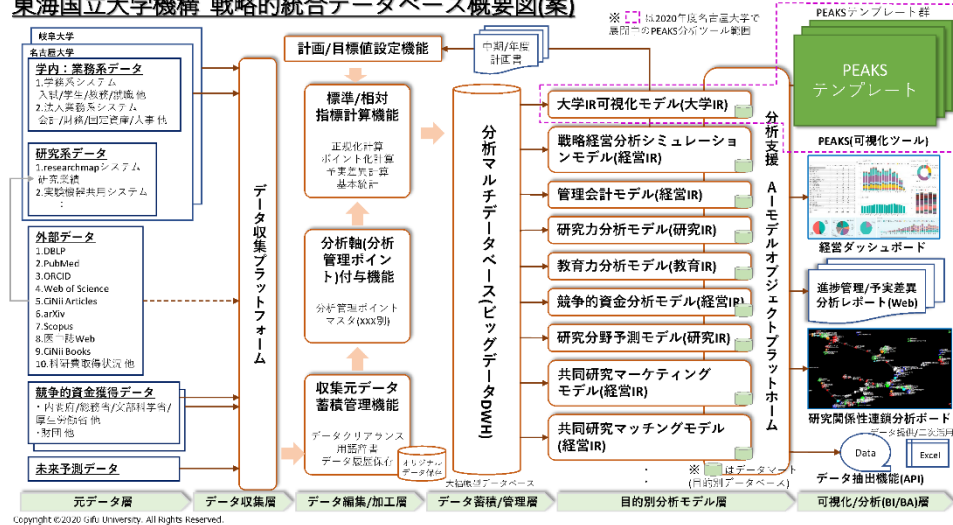 東海国立大学機構 戦略的統合データベース概要図(案)
※ は2020年度名古屋大学で
展開中のPEAKS分析ツール範囲
PEAKSテンプレート群
PEAKS
テンプレート
PEAKS(可視化ツール)
岐阜大学
名古屋大学
学内：業務系データ
1.学務系システム
入試/学生/教務/就職 他
2.法人業務系システム
会計/財務/固定資産/人事 他
研究系データ
1.researchmapシステム
研究業績
2.実験機器共用システム
：
外部データ
1.DBLP
2.PubMed
3.ORCID
4.Web of Science
5.CiNii Articles
6.arXiv
7.Scopus
8.医中誌Web
9.CiNii Books
10.科研費取得状況 他
競争的資金獲得データ
・内閣府/総務省/文部科学省/
厚生労働省 他
・財団 他
未来予測データ
データ収集プラットフォーム
計画/目標値設定機能
中期/年度
計画書
標準/相対
指標計算機能
正規化計算
ポイント化計算
予実差異計算
基本統計
分析軸(分析
管理ポイント
)付与機能
分析管理ポイント
マスタ(xxx別)
収集元データ
蓄積管理機能
データクリアランス
用語辞書
データ履歴保存
オリジナル
データ保存
分析マルチデータベース(ビッグデータDWH)
大規模型データベース
大学IR可視化モデル(大学IR)
戦略経営分析シミュレーショ
ンモデル(経営IR)
管理会計モデル(経営IR)
研究力分析モデル(研究IR)
教育力分析モデル(教育IR)
競争的資金分析モデル(経営IR)
研究分野予測モデル(研究IR)
共同研究マーケティング
モデル(経営IR)
共同研究マッチングモデル
(経営IR)
・
・
※ はデータマート
(目的別データベース)
分析支援 AIモデルオブジェクトプラットホーム
経営ダッシュボード
進捗管理/予実差異
分析レポート(Web)
研究関係性連鎖分析ボード
データ提供/二次活用
Data
Excel
データ抽出機能(API)
元データ層
データ収集層
データ編集/加工層
データ蓄積/管理層
目的別分析モデル層
可視化/分析(BI/BA)層
Copyright ©2020 Gifu University. All Rights Reserved.